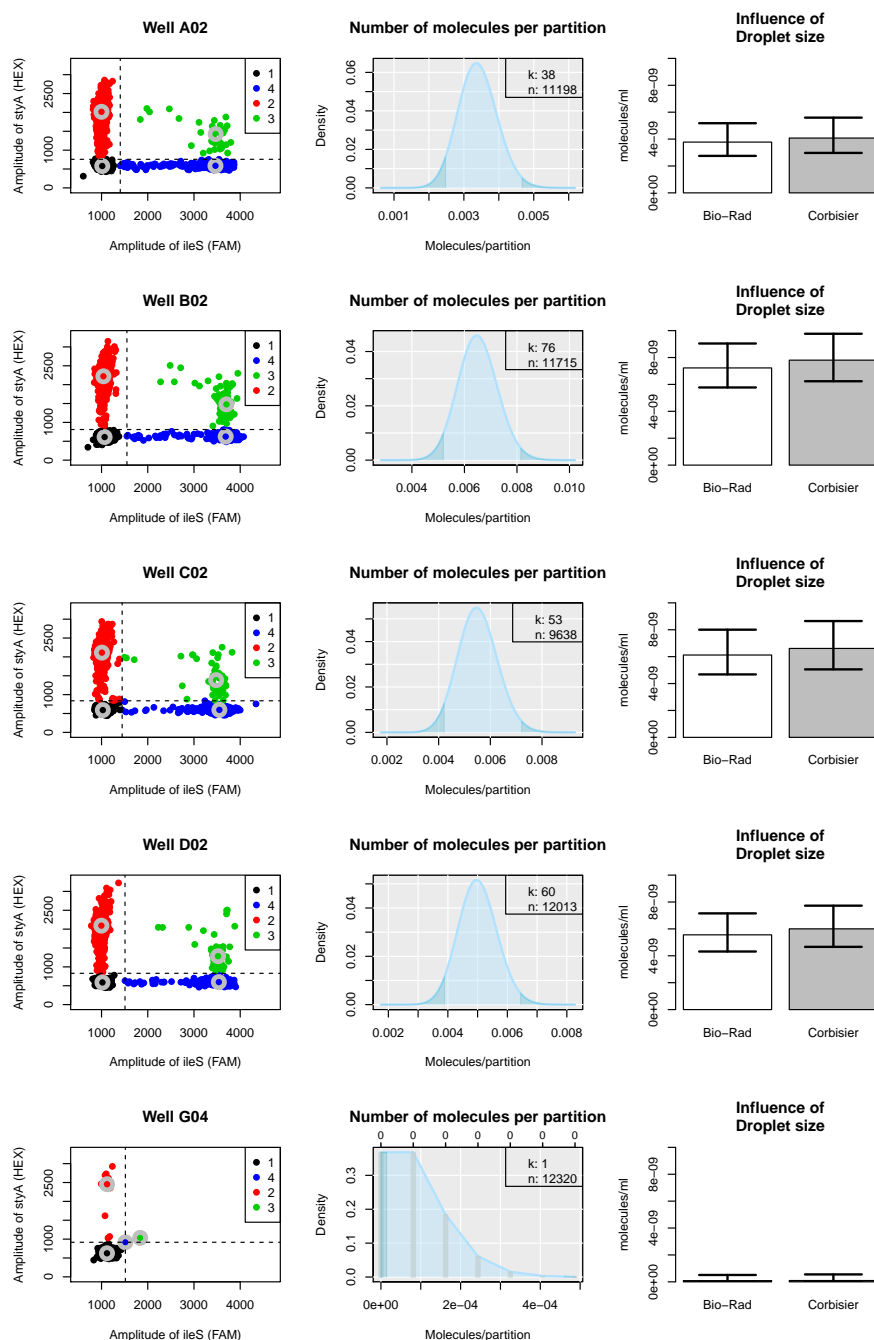 Well A02
Amplitude of styA (HEX)
0
1000
2500
1000
2000
3000
4000
Amplitude of ileS (FAM)
1
4
2
3
Number of molecules per partition
Density
0.00
0.02
0.04
0.06
0.001
0.003
0.005
Molecules/partition
k: 38
n: 11198
Influence of
Droplet size
molecules/ml
0e+00
4e−09
8e−09
Bio−Rad
Corbisier
Well B02
Amplitude of styA (HEX)
0
1000
2500
1000
2000
3000
4000
Amplitude of ileS (FAM)
1
4
3
2
Number of molecules per partition
Density
0.00
0.02
0.04
0.004
0.006
0.008
0.010
Molecules/partition
k: 76
n: 11715
Influence of
Droplet size
molecules/ml
0e+00
4e−09
8e−09
Bio−Rad
Corbisier
Well C02
Amplitude of styA (HEX)
0
1000
2500
1000
2000
3000
4000
Amplitude of ileS (FAM)
1
4
2
3
Number of molecules per partition
Density
0.00
0.02
0.04
0.002
0.004
0.006
0.008
Molecules/partition
k: 53
n: 9638
Influence of
Droplet size
molecules/ml
0e+00
4e−09
8e−09
Bio−Rad
Corbisier
Well D02
Amplitude of styA (HEX)
0
1000
2500
1000
2000
3000
4000
Amplitude of ileS (FAM)
1
4
2
3
Number of molecules per partition
Density
0.00
0.02
0.04
0.002
0.004
0.006
0.008
Molecules/partition
k: 60
n: 12013
Influence of
Droplet size
molecules/ml
0e+00
4e−09
8e−09
Bio−Rad
Corbisier
Well G04
Amplitude of styA (HEX)
0
1000
2500
1000
2000
3000
4000
Amplitude of ileS (FAM)
1
4
2
3
Number of molecules per partition
0 0 0 0 0 0 0
Density
0.0
0.1
0.2
0.3
0e+00
2e−04
4e−04
Molecules/partition
k: 1
n: 12320
Influence of
Droplet size
molecules/ml
0e+00
4e−09
8e−09
Bio−Rad
Corbisier